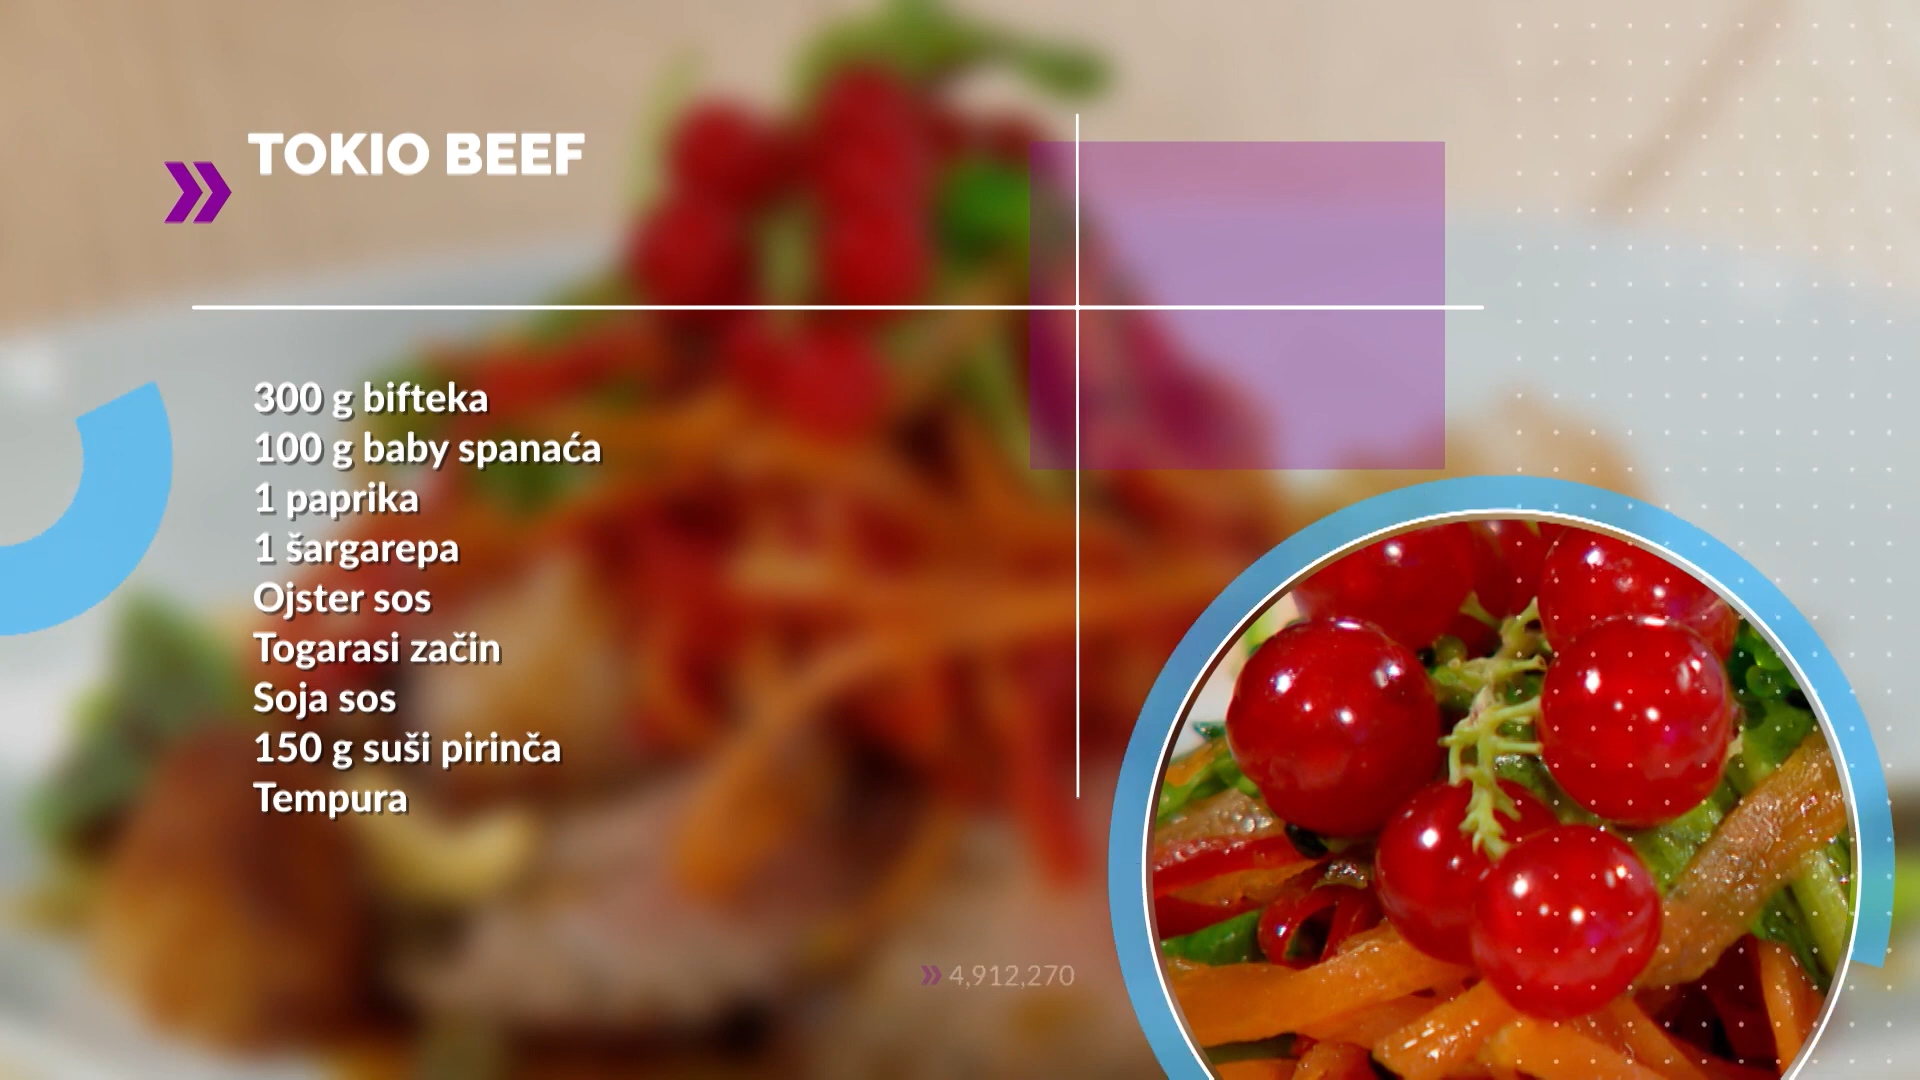 TOKIO BEEF
300 g bifteka
100 g baby spanaća
1 paprika
1 šargarepa
Ojster sos
Togarasi začin
Soja sos
150 g suši pirinča
Tempura
4,912,270